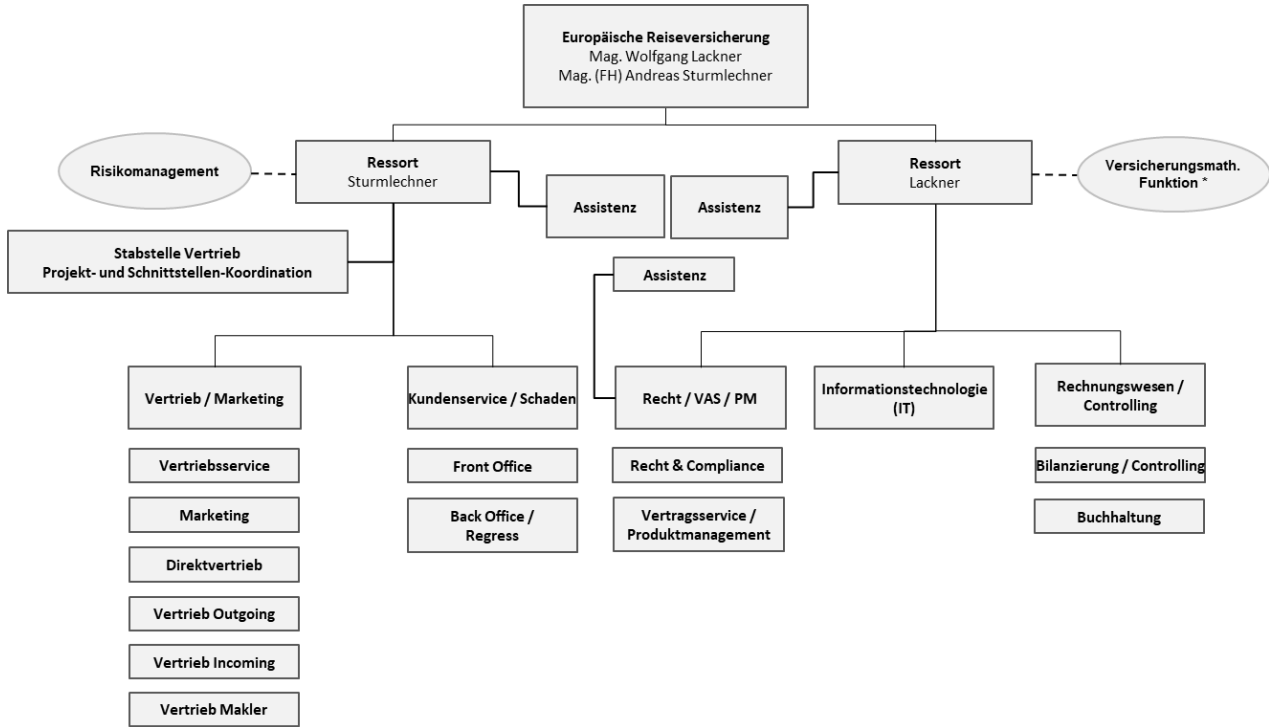 Europäische Reiseversicherung
Mag. Wolfgang Lackner
Mag. (FH) Andreas Sturmlechner
Risikomanagement
Ressort
Sturmlechner
Assistenz
Assistenz
Ressort
Lackner
Versicherungsmath.
Funktion *
Stabstelle Vertrieb
Projekt- und Schnittstellen-Koordination
Assistenz
Vertrieb / Marketing
Kundenservice / Schaden
Recht / VAS / PM
Informationstechnologie
(IT)
Rechnungswesen /
Controlling
Vertriebsservice
Marketing
Direktvertrieb
Vertrieb Outgoing
Vertrieb Incoming
Vertrieb Makler
Front Office
Back Office /
Regress
Recht & Compliance
Vertragsservice /
Produktmanagement
Bilanzierung / Controlling
Buchhaltung